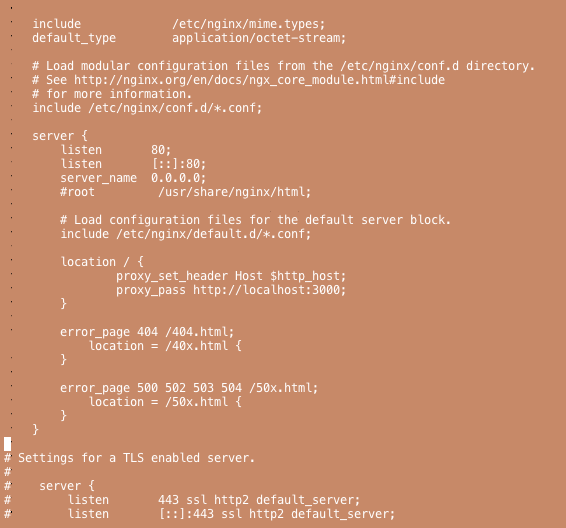 include             /etc/nginx/mime.types;
default_type        application/octet-stream;
# Load modular configuration files from the /etc/nginx/conf.d directory.
# See http://nginx.org/en/docs/ngx_core_module.html#include
# for more information.
include /etc/nginx/conf.d/*.conf;
server {
listen       80;
listen       [::]:80;
server_name  0.0.0.0;
#root         /usr/share/nginx/html;
# Load configuration files for the default server block.
include /etc/nginx/default.d/*.conf;
location / {
proxy_set_header Host $http_host;
proxy_pass http://localhost:3000;
}
error_page 404 /404.html;
location = /40x.html {
}
error_page 500 502 503 504 /50x.html;
location = /50x.html {
}
}
# Settings for a TLS enabled server.
#
#    server {
#        listen       443 ssl http2 default_server;
#        listen       [::]:443 ssl http2 default_server;